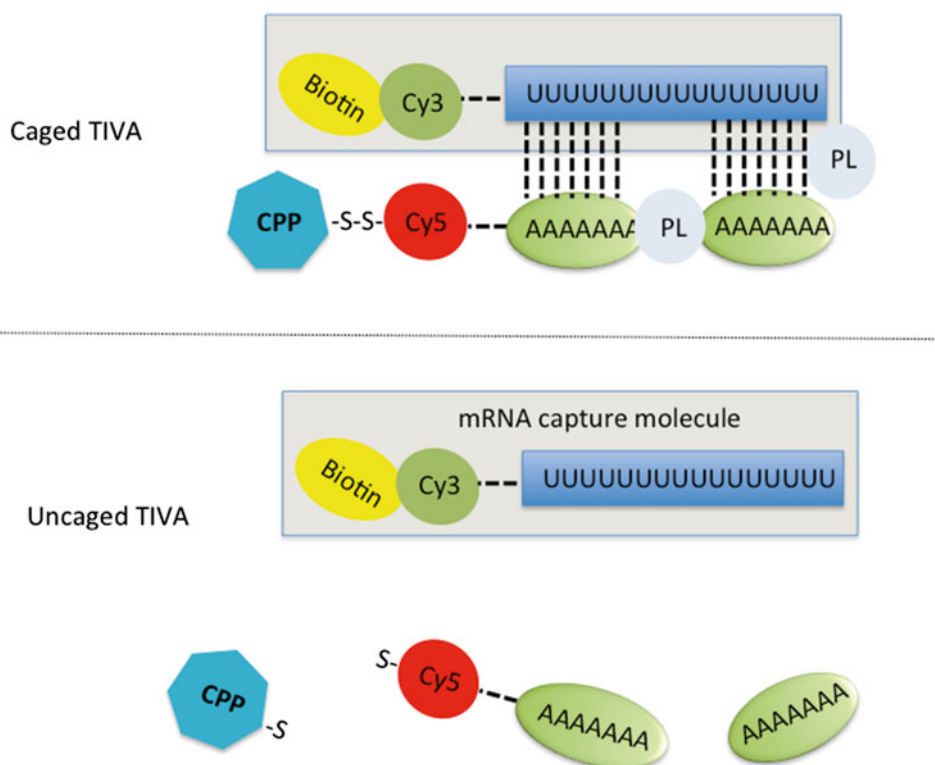 Biotin
Cy3
UUUUUUUUUUUUUUUU
Caged TIVA
PL
CPP
-S-S-
Cy5
AAAAAAA
PL
AAAAAAA
mRNA capture molecule
Biotin
Cy3
UUUUUUUUUUUUUUUU
Uncaged TIVA
CPP
-S
S-
Cy5
AAAAAAA
AAAAAAA